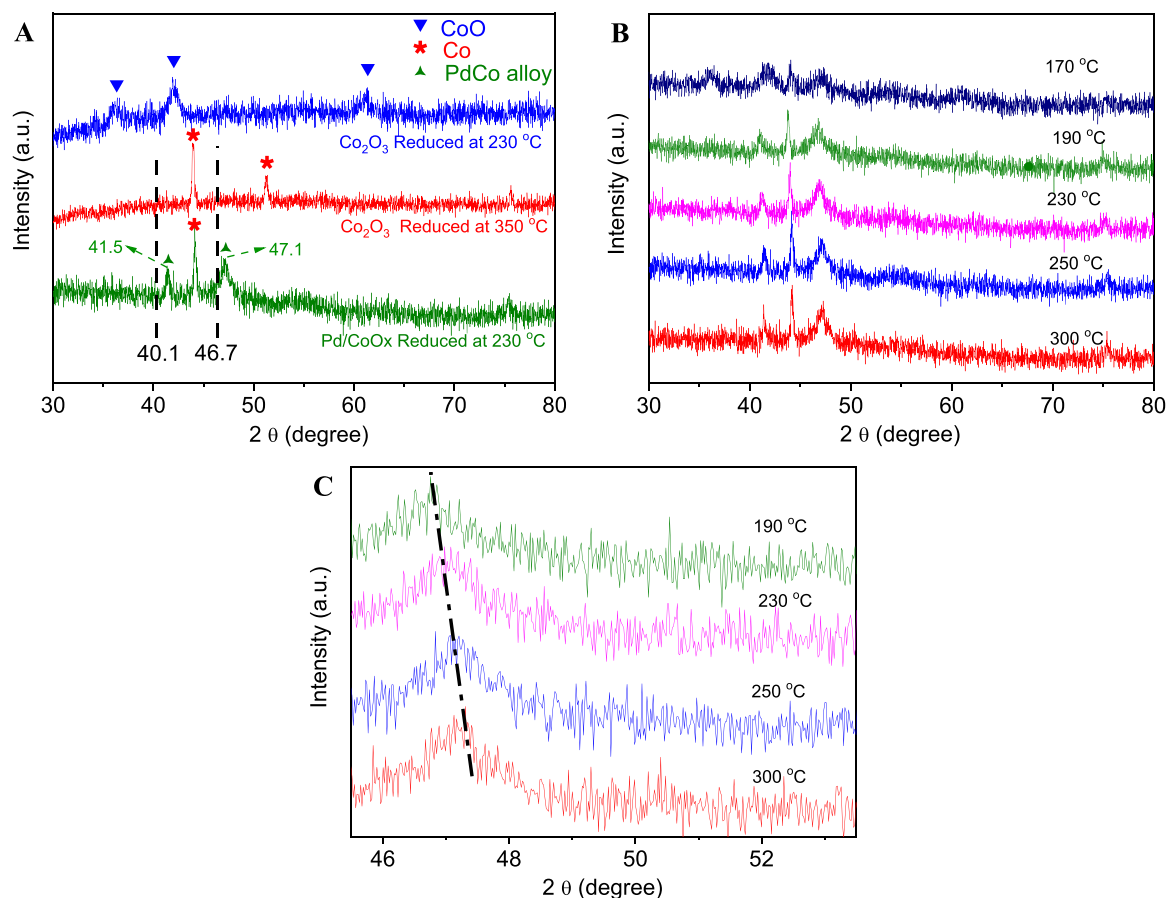 A
CoO
Co
PdCo alloy
Co₂O₃ Reduced at 230 °C
Co₂O₃ Reduced at 350 °C
41.5
47.1
Pd/CoOx Reduced at 230 °C
40.1
46.7
30 40 50 60 70 80
2 θ (degree)
Intensity (a.u.)
B
170 °C
190 °C
230 °C
250 °C
300 °C
30 40 50 60 70 80
2 θ (degree)
Intensity (a.u.)
C
190 °C
230 °C
250 °C
300 °C
46 48 50 52
2 θ (degree)
Intensity (a.u.)